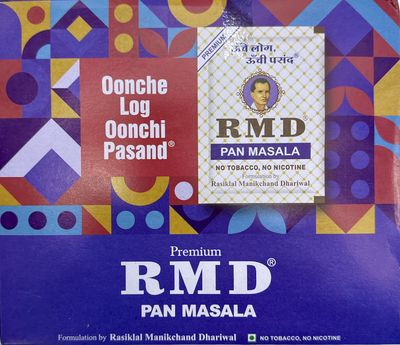 Oonche
Log
Oonchi
Pasand®
PREMIUM
ऊँचे लोग,
ऊँची पसंद®
RMD®
PAN MASALA
NO TOBACCO, NO NICOTINE
Formulation by
Rasiklal Manikchand Dhariwal
Premium
RMD®
PAN MASALA
Formulation by Rasiklal Manikchand Dhariwal
NO TOBACCO, NO NICOTINE